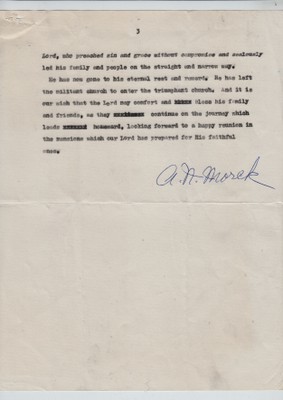 3
Lord, who preached sin and grace without compromise and zealously
led his family and people on the straight and narrow way.
He has now gone to his eternal rest and reward. He has left
the militant church to enter the triumphant church. And it is
our wish that the Lord may comfort and bless his family
and friends, as they continue on the journey which
leads homeward, looking forward to a happy reunion in
the mansions which our Lord has prepared for His faithful
ones.
A. N.